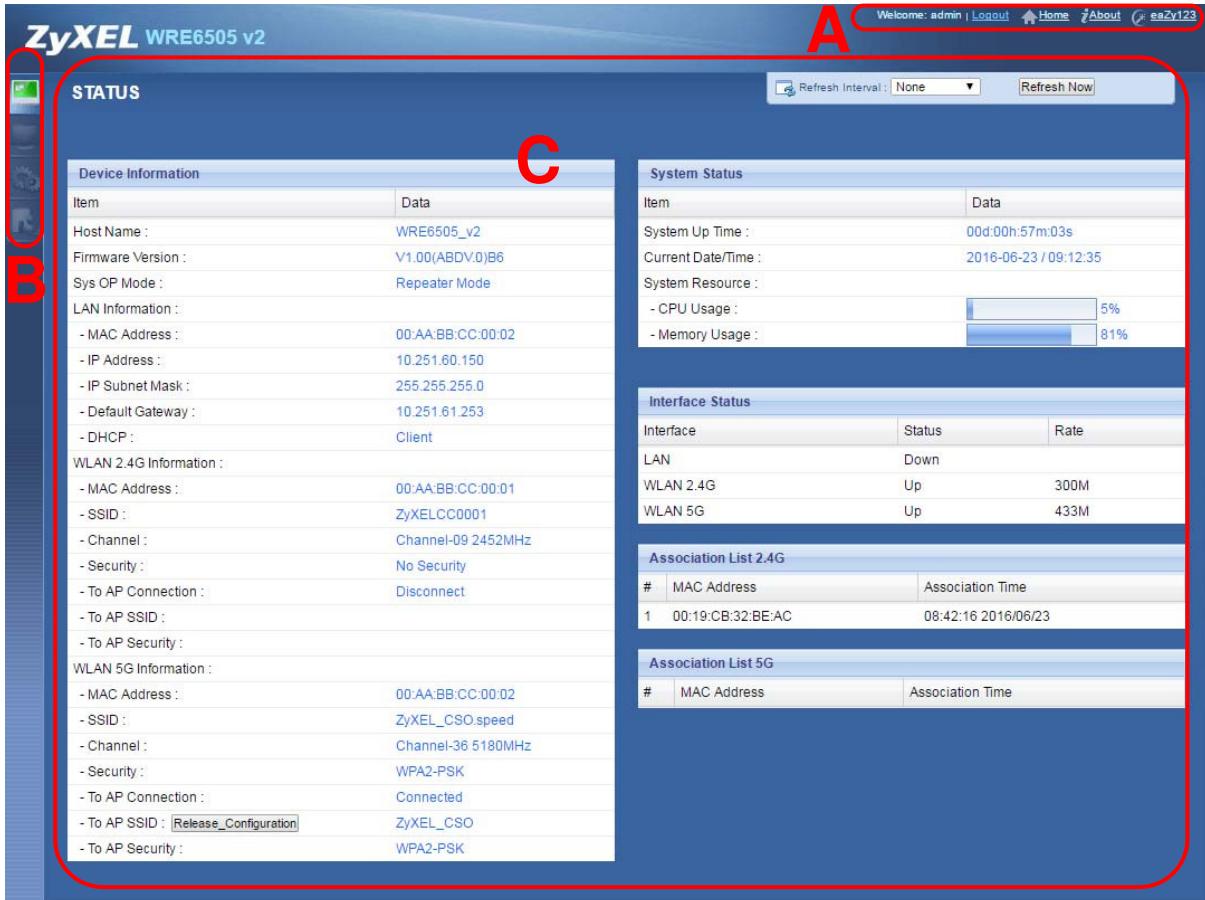 Welcome: admin | Logout Home About eaZy123
A
ZyXEL WRE6505 v2
STATUS
Refresh Interval : None Refresh Now
C
B
Device Information
Item Data
Host Name : WRE6505_v2
Firmware Version : V1.00(ABDV.0)B6
Sys OP Mode : Repeater Mode
LAN Information :
- MAC Address : 00:AA:BB:CC:00:02
- IP Address : 10.251.60.150
- IP Subnet Mask : 255.255.255.0
- Default Gateway : 10.251.61.253
- DHCP : Client
WLAN 2.4G Information :
- MAC Address : 00:AA:BB:CC:00:01
- SSID : ZyXELCC0001
- Channel : Channel-09 2452MHz
- Security : No Security
- To AP Connection : Disconnect
- To AP SSID :
- To AP Security :
WLAN 5G Information :
- MAC Address : 00:AA:BB:CC:00:02
- SSID : ZyXEL_CSO.speed
- Channel : Channel-36 5180MHz
- Security : WPA2-PSK
- To AP Connection : Connected
- To AP SSID : Release_Configuration ZyXEL_CSO
- To AP Security : WPA2-PSK
System Status
Item Data
System Up Time : 00d:00h:57m:03s
Current Date/Time : 2016-06-23 / 09:12:35
System Resource :
- CPU Usage : 5%
- Memory Usage : 81%
Interface Status
Interface Status Rate
LAN Down
WLAN 2.4G Up 300M
WLAN 5G Up 433M
Association List 2.4G
# MAC Address Association Time
1 00:19:CB:32:BE:AC 08:42:16 2016/06/23
Association List 5G
# MAC Address Association Time